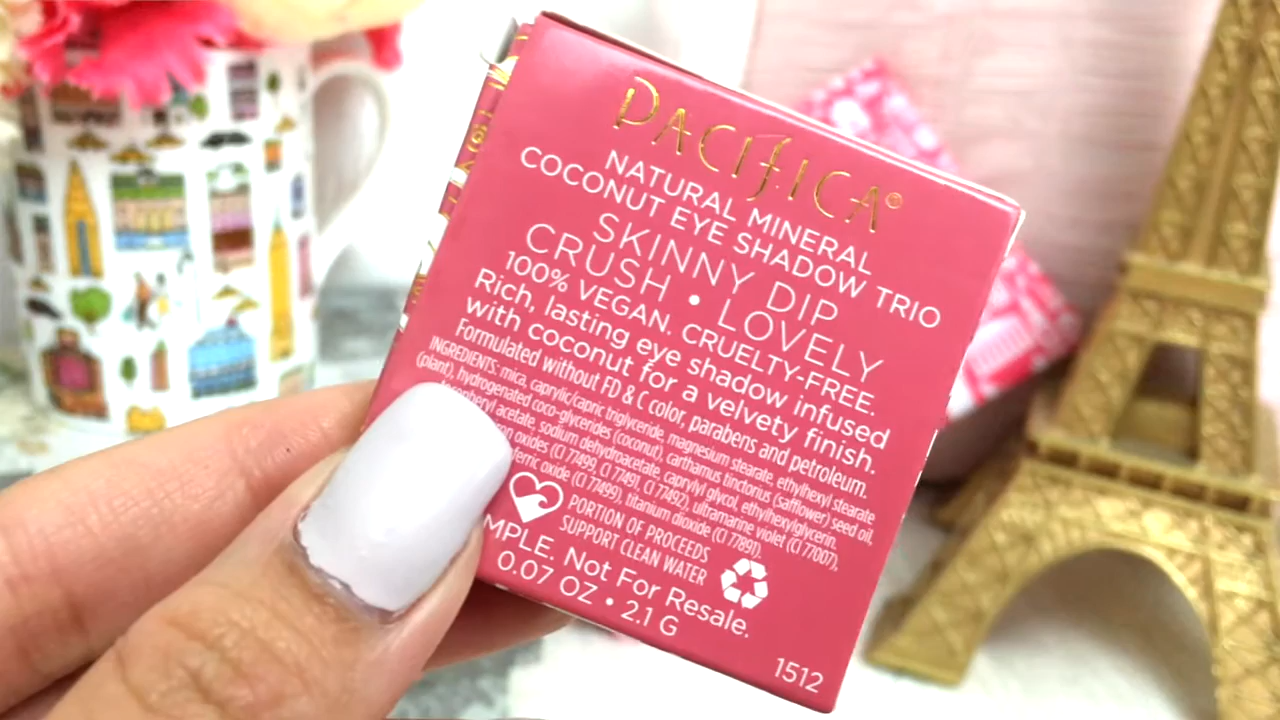 PACIFICA®
NATURAL MINERAL
COCONUT EYE SHADOW TRIO
SKINNY DIP
CRUSH • LOVELY
100% VEGAN. CRUELTY-FREE.
Rich, lasting eye shadow infused
with coconut for a velvety finish.
Formulated without FD & C color, parabens and petroleum.
INGREDIENTS: mica, caprylic/capric triglyceride, magnesium stearate, ethylhexyl stearate
(plant), hydrogenated coco-glycerides (coconut), carthamus tinctorius (safflower) seed oil,
acetate, sodium dehydroacetate, caprylyl glycol, ethylhexylglycerin,
oxides (CI 77499, CI 77491, CI 77492), ultramarine violet (CI 77007),
ferric oxide (CI 77499), titanium dioxide (CI 77891).
PORTION OF PROCEEDS
SUPPORT CLEAN WATER
MPLE. Not For Resale.
0.07 OZ • 2.1 G
1512